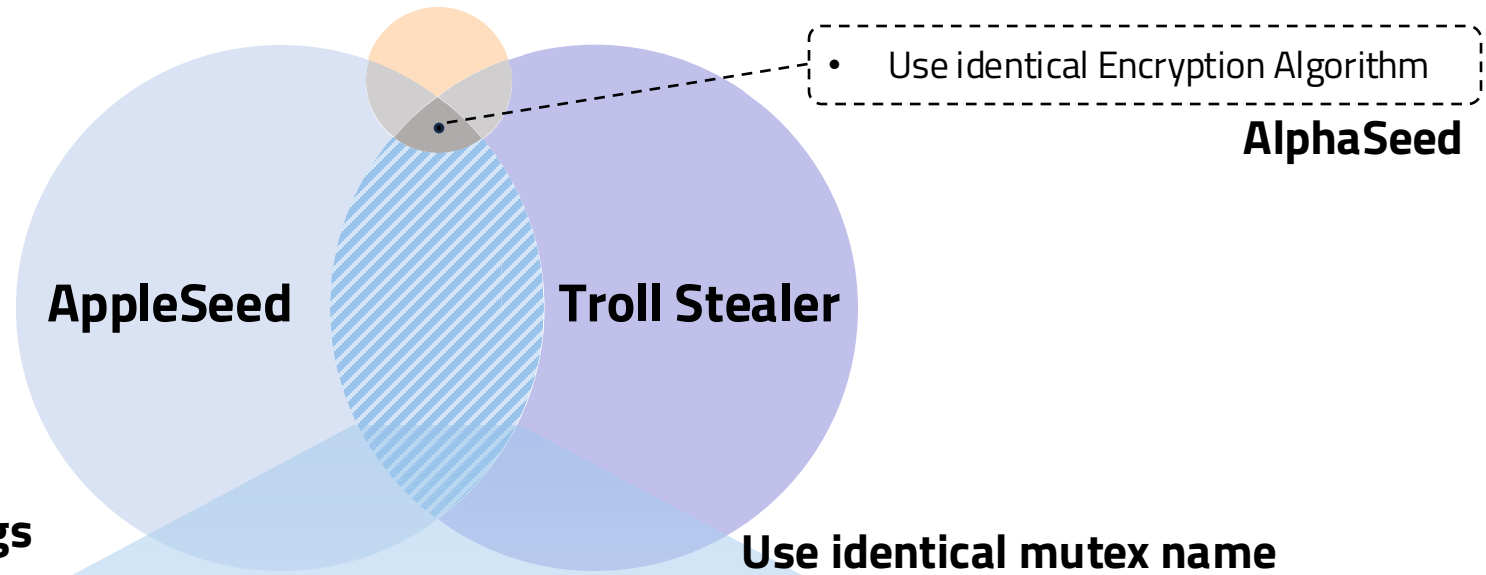 • Use identical Encryption Algorithm
AlphaSeed
AppleSeed
Troll Stealer
Use identical mutex name